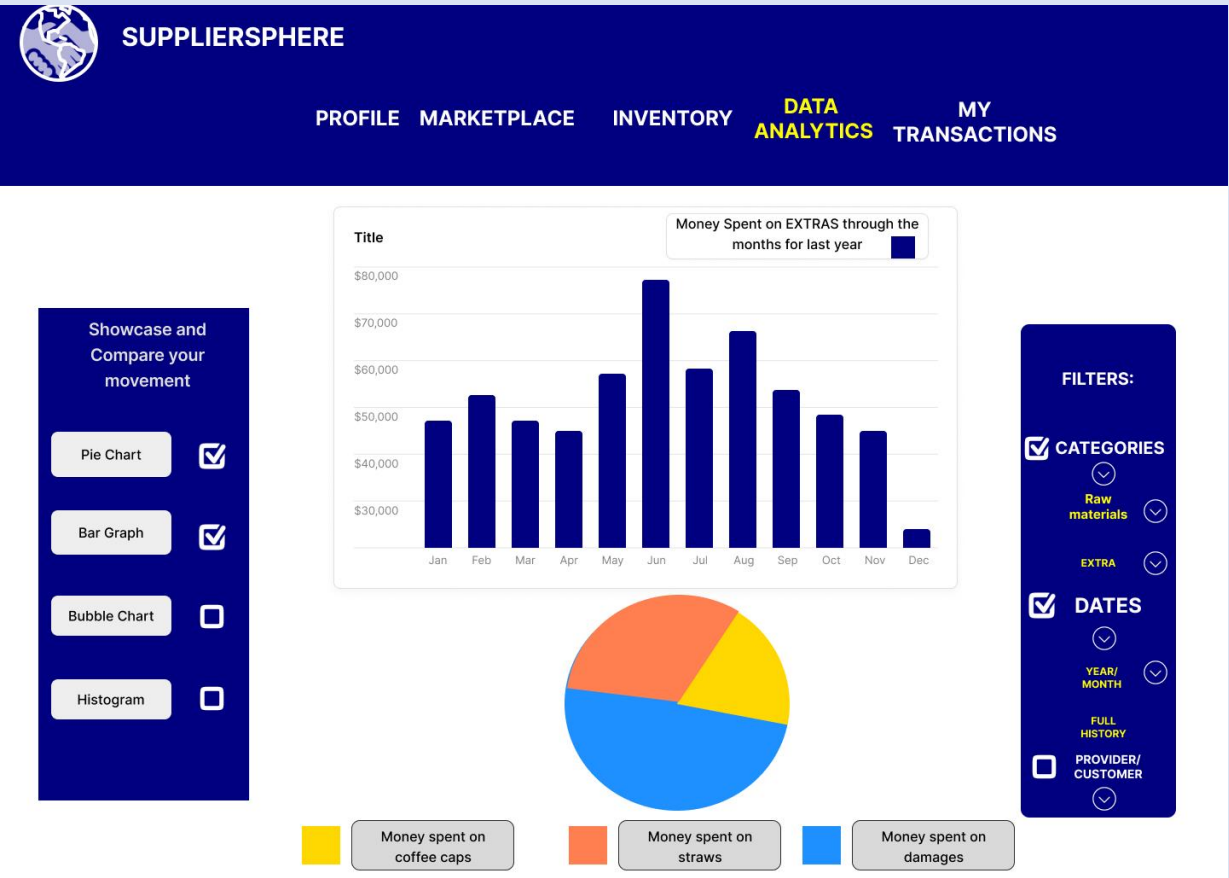 SUPPLIERSPHERE
PROFILE
MARKETPLACE
INVENTORY
DATA
ANALYTICS
MY
TRANSACTIONS
Showcase and
Compare your
movement
Pie Chart
Bar Graph
Bubble Chart
Histogram
Title
Money Spent on EXTRAS through the
months for last year
$80,000
$70,000
$60,000
$50,000
$40,000
$30,000
Jan Feb Mar Apr May Jun Jul Aug Sep Oct Nov Dec
Money spent on
coffee caps
Money spent on
straws
Money spent on
damages
FILTERS:
CATEGORIES
Raw
materials
EXTRA
DATES
YEAR/
MONTH
FULL
HISTORY
PROVIDER/
CUSTOMER